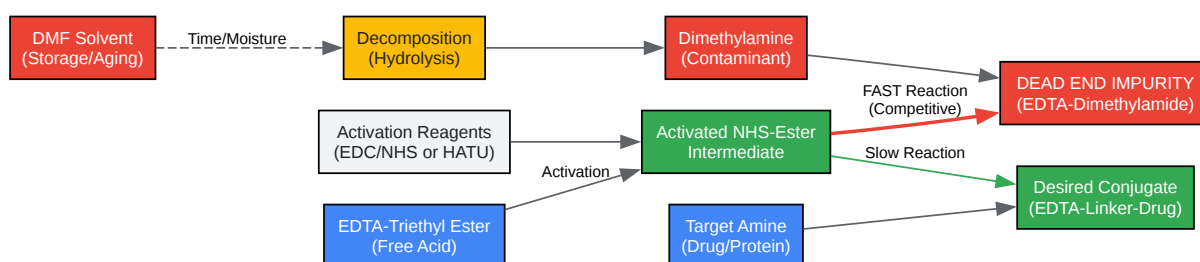 DMF Solvent
(Storage/Aging)
Time/Moisture
Decomposition
(Hydrolysis)
Dimethylamine
(Contaminant)
DEAD END IMPURITY
(EDTA-Dimethylamide)
FAST Reaction
(Competitive)
Activation Reagents
(EDC/NHS or HATU)
Activated NHS-Ester
Intermediate
Slow Reaction
Activation
Desired Conjugate
(EDTA-Linker-Drug)
EDTA-Triethyl Ester
(Free Acid)
Target Amine
(Drug/Protein)